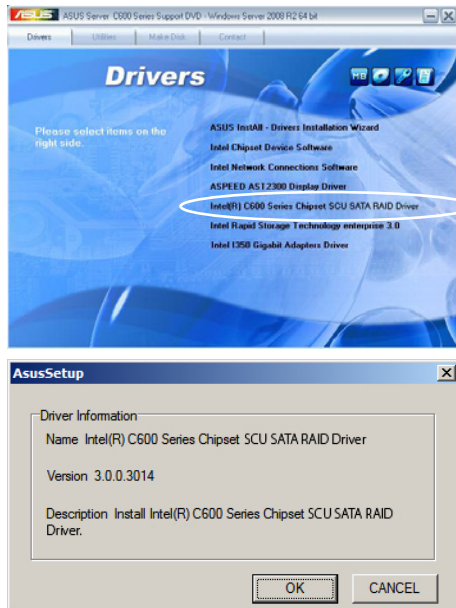 ASUS ASUS Server C600 Series Support DVD - Windows Server 2008 R2 64 bit
Drivers Utilities Make Disk Contact
Drivers
MB
Please select items on the
right side.
ASUS InstAll - Drivers Installation Wizard
Intel Chipset Device Software
Intel Network Connections Software
ASPEED AST2300 Display Driver
Intel(R) C600 Series Chipset SCU SATA RAID Driver
Intel Rapid Storage Technology enterprise 3.0
Intel I350 Gigabit Adapters Driver
AsusSetup
Driver Information
Name Intel(R) C600 Series Chipset SCU SATA RAID Driver
Version 3.0.0.3014
Description Install Intel(R) C600 Series Chipset SCU SATA RAID
Driver.
OK CANCEL